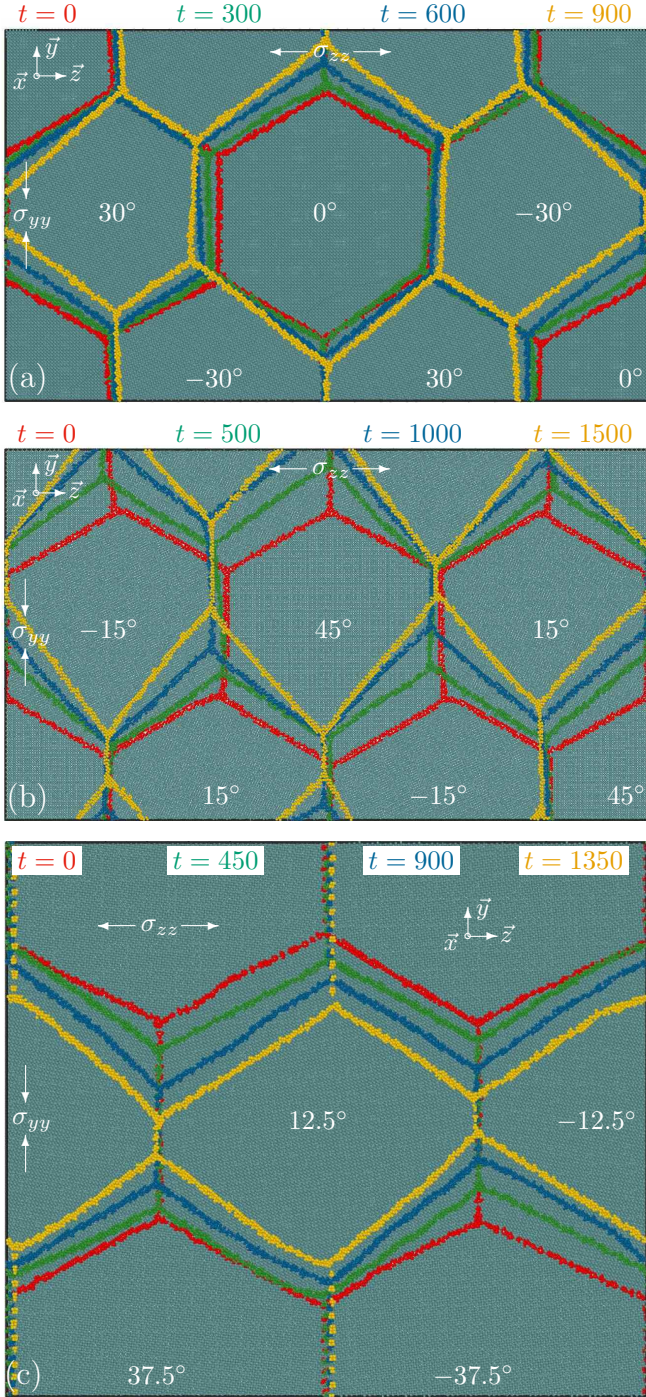 t = 0 t = 300 t = 600 t = 900
y⃗ σzz
x⃗ z⃗
30° 0° −30°
σyy
−30° 30° 0°
(a)
t = 0 t = 500 t = 1000 t = 1500
y⃗ σzz
x⃗ z⃗
−15° 45° 15°
σyy
15° −15° 45°
(b)
t = 0 t = 450 t = 900 t = 1350
σzz y⃗
x⃗ z⃗
12.5° −12.5°
σyy
37.5° −37.5°
(c)